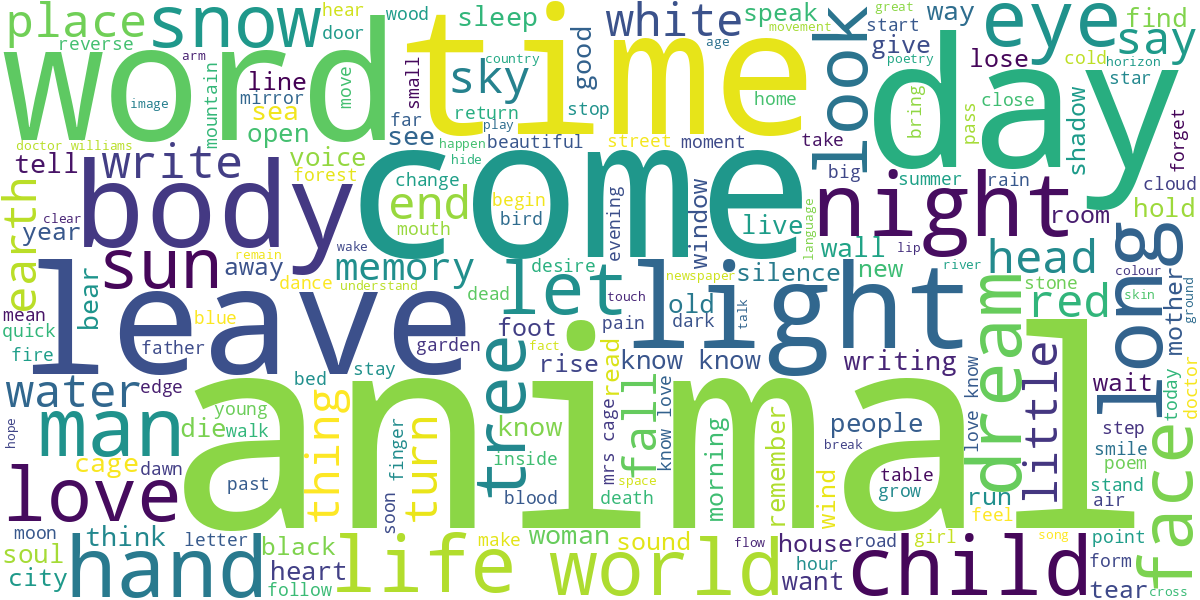 place
snow
reverse
arm
wood
hear
door
sleep
white
speak
movement
age
great
start
way
eye
find
say
word
time
day
look
give
poetry
lose
cold
horizon
star
image
line
mirror
sea
open
mountain
move
small
sky
country
good
return
play
stop
home
far
see
happen
hide
beautiful
street
moment
take
big
bring
pass
close
shadow
forget
doctor williams
tell
write
voice
forest
body
come
change
end
mouth
begin
bird
evening
window
live
language
night
summer
rain
room
cloud
hold
earth
clear
year
sun
remain
away
wake
memory
dance
understand
let
desire
dead
light
newspaper
silence
wall
lip
new
river
head
long
colour
skin
ground
mother
stone
red
bear
mean
quick
fire
blue
leave
father
garden
foot
fact
touch
pain
old
dark
talk
rise
read
know know
writing
dream
little
wait
today
doctor
water
edge
man
hope
young
die
walk
bed
stay
tree
know
animal
fall
know love
people
break
love know
step
smile
poem
face
stand
air
cage
dawn
love
past
thing
turn
finger
soon
inside
blood
mrs cage
space
death
morning
remember
wind
table
grow
run
feel
moon
soul
city
think
hand
letter
black
heart
follow
life
make
woman
world
sound
flow
house
hour
want
road
child
girl
song
point
form
tear
cross